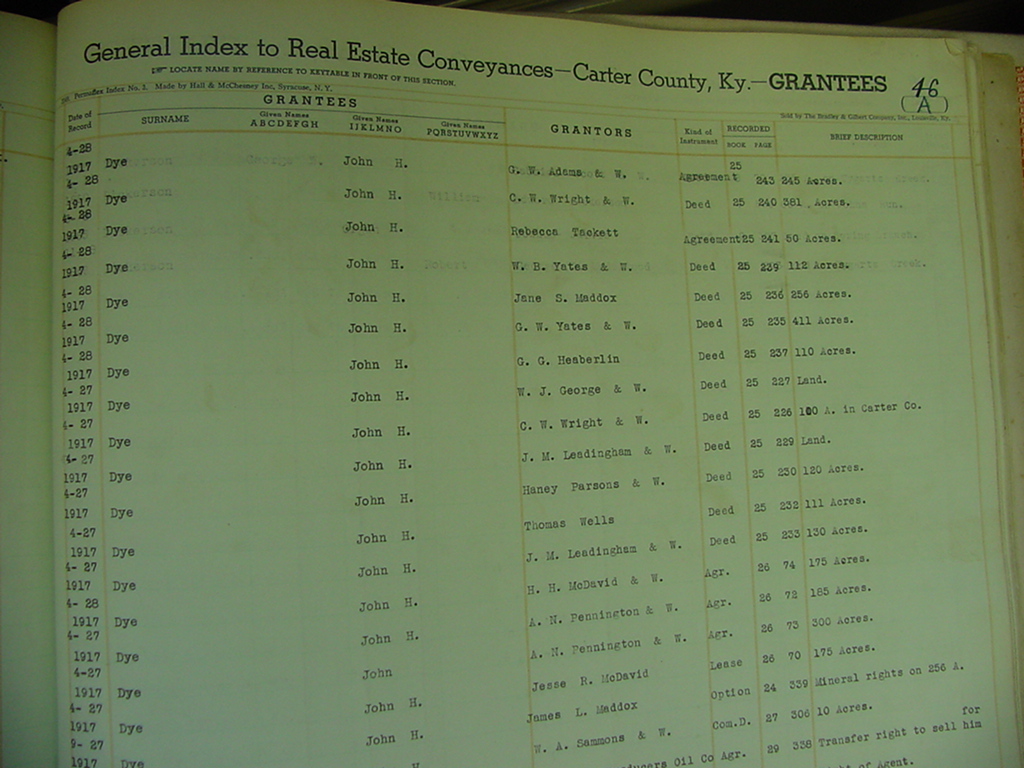 General Index to Real Estate Conveyances—Carter County, Ky.—GRANTEES
46
(A)
LOCATE NAME BY REFERENCE TO KEYTABLE IN FRONT OF THIS SECTION.
Index No. 2. Made by Hall & McChesney Inc, Syracuse, N. Y.
Sold by The Bradley & Gilbert Company, Inc., Louisville, Ky.
GRANTEES
Date of Record SURNAME Given Names ABCDEFGH Given Names IJKLMNO Given Names PQRSTUVWXYZ GRANTORS Kind of Instrument RECORDED BOOK PAGE BRIEF DESCRIPTION
4-28
1917 Dye John H. G. W. Adams & W. Agreement 25 243 245 Acres.
4- 28
1917 Dye John H. C. W. Wright & W. Deed 25 240 381 Acres.
4- 28
1917 Dye John H. Rebecca Tackett Agreement 25 241 50 Acres.
4- 28
1917 Dye John H. W. B. Yates & W. Deed 25 239 112 Acres.
4- 28
1917 Dye John H. Jane S. Maddox Deed 25 236 256 Acres.
4- 28
1917 Dye John H. G. W. Yates & W. Deed 25 235 411 Acres.
4- 28
1917 Dye John H. G. G. Heaberlin Deed 25 237 110 Acres.
4- 27
1917 Dye John H. W. J. George & W. Deed 25 227 Land.
4- 27
1917 Dye John H. C. W. Wright & W. Deed 25 226 100 A. in Carter Co.
4- 27
1917 Dye John H. J. M. Leadingham & W. Deed 25 229 Land.
4-27
1917 Dye John H. Haney Parsons & W. Deed 25 230 120 Acres.
4-27
1917 Dye John H. Thomas Wells Deed 25 232 111 Acres.
4- 27
1917 Dye John H. J. M. Leadingham & W. Deed 25 233 130 Acres.
4- 28
1917 Dye John H. H. H. McDavid & W. Agr. 26 74 175 Acres.
4- 27
1917 Dye John H. A. N. Pennington & W. Agr. 26 72 185 Acres.
4-27
1917 Dye John A. N. Pennington & W. Agr. 26 73 300 Acres.
4- 27
1917 Dye John H. Jesse R. McDavid Lease 26 70 175 Acres.
9- 27
1917 Dye John H. James L. Maddox Option 24 339 Mineral rights on 256 A.
W. A. Sammons & W. Com.D. 27 306 10 Acres.
for
Oil Co Agr. 29 338 Transfer right to sell him
of Agent.